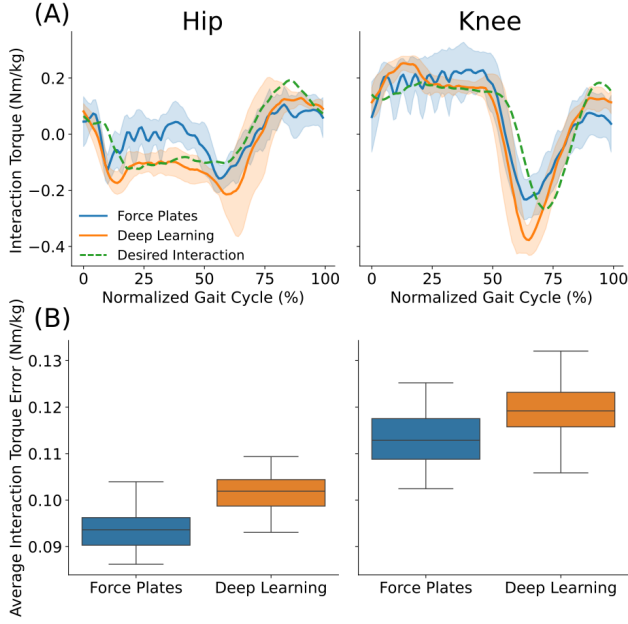 (A)
Hip
Knee
Interaction Torque (Nm/kg)
0.2
0.0
−0.2
−0.4
Force Plates
Deep Learning
Desired Interaction
0 25 50 75 100
0 25 50 75 100
Normalized Gait Cycle (%)
Normalized Gait Cycle (%)
(B)
Average Interaction Torque Error (Nm/kg)
0.13
0.12
0.11
0.10
0.09
Force Plates Deep Learning
Force Plates Deep Learning